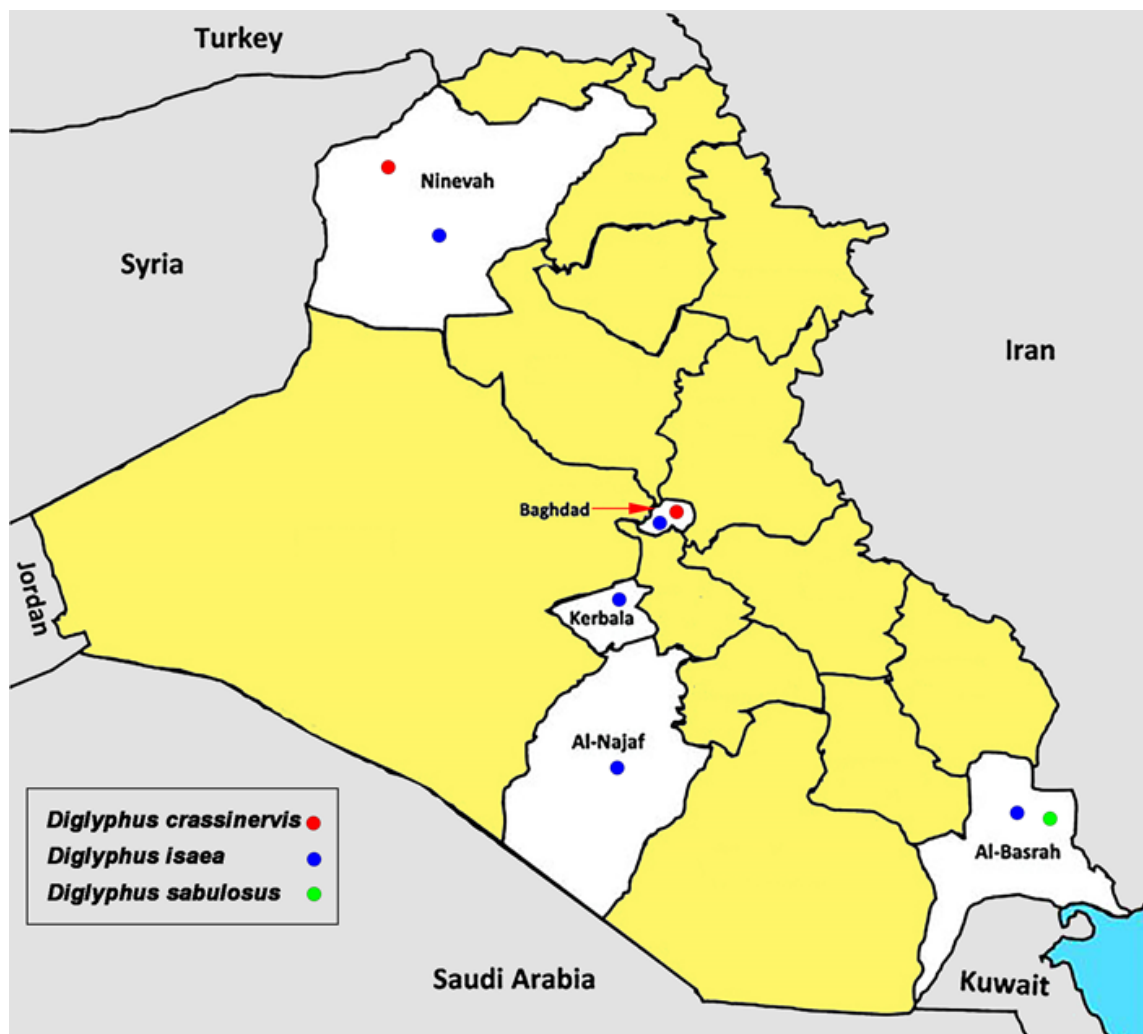 Turkey
Ninevah
Syria
Iran
Baghdad
Jordan
Kerbala
Al-Najaf
Al-Basrah
Diglyphus crassinervis
Diglyphus isaea
Diglyphus sabulosus
Saudi Arabia
Kuwait